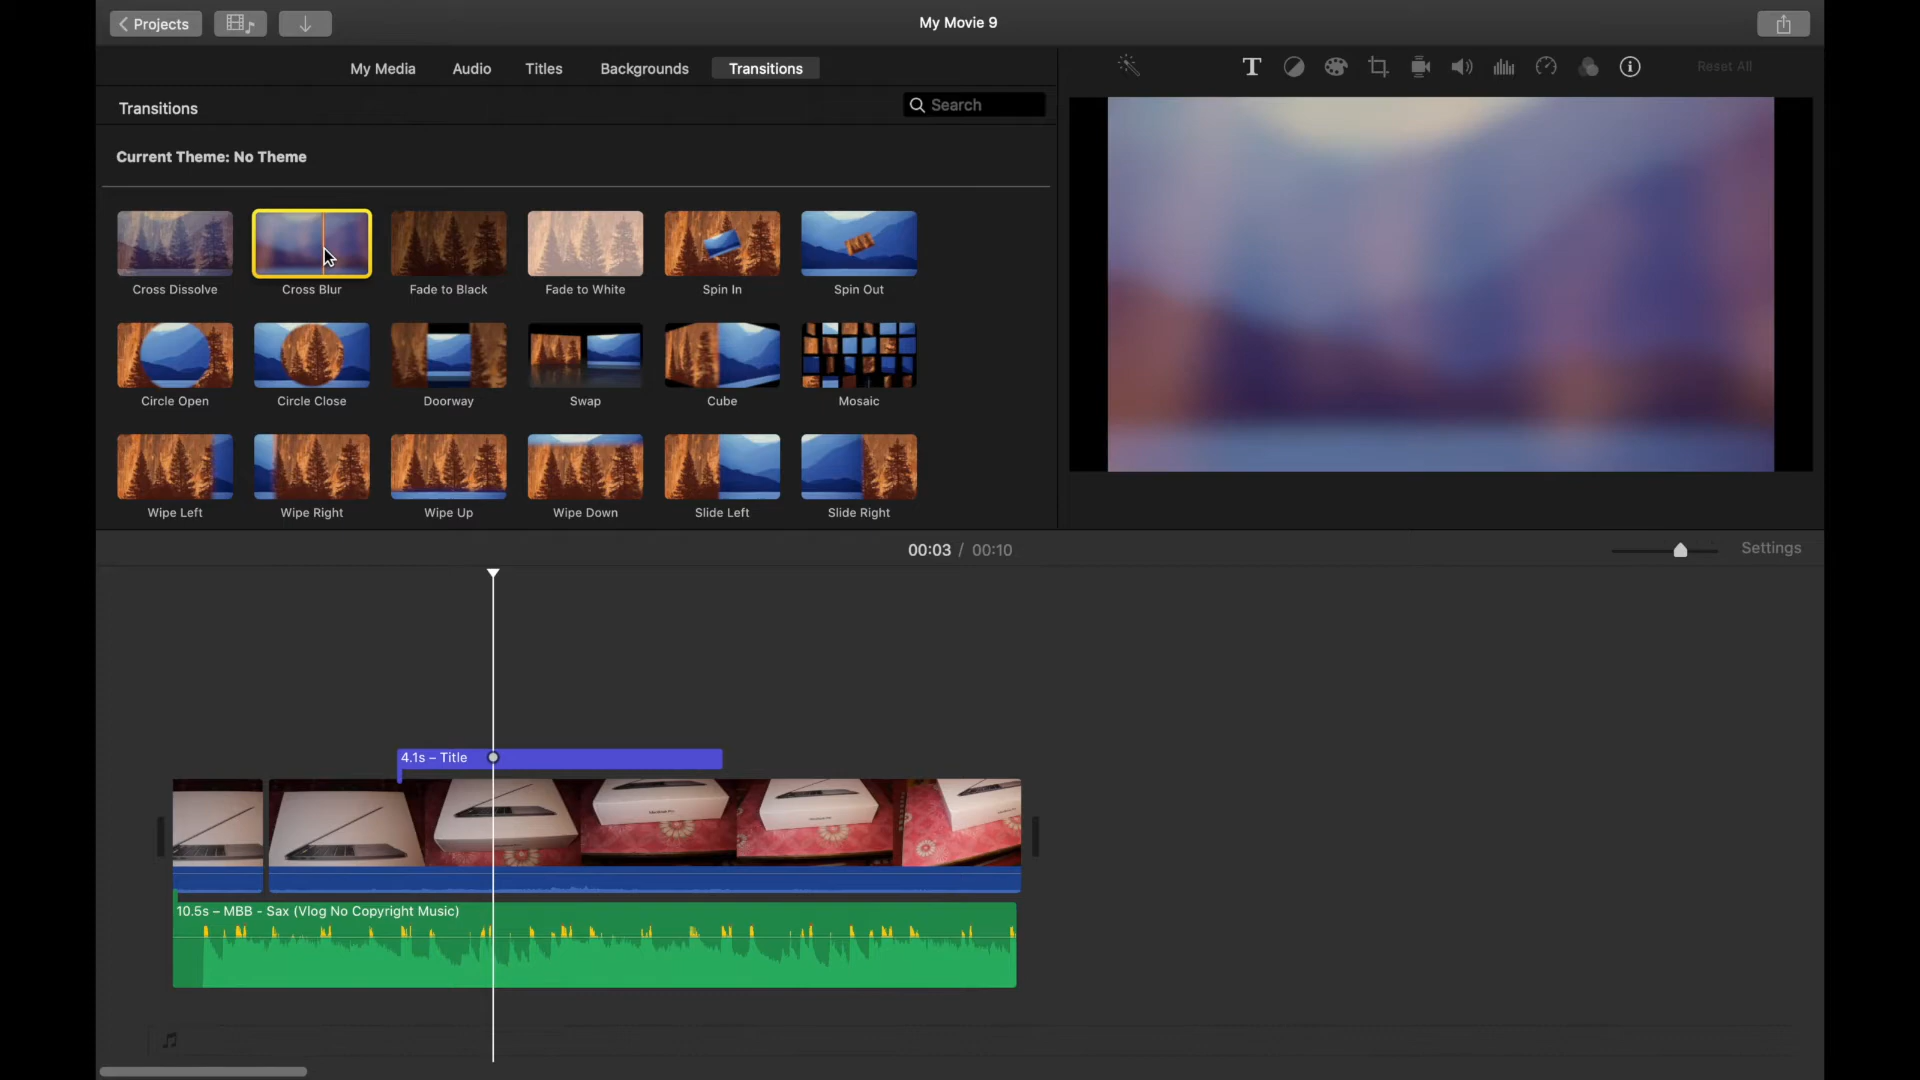 Projects
My Movie 9
My Media
Audio
Titles
Backgrounds
Transitions
T
Reset All
Transitions
Search
Current Theme: No Theme
Cross Dissolve
Cross Blur
Fade to Black
Fade to White
Spin In
Spin Out
Circle Open
Circle Close
Doorway
Swap
Cube
Mosaic
Wipe Left
Wipe Right
Wipe Up
Wipe Down
Slide Left
Slide Right
00:03 / 00:10
Settings
4.1s – Title
10.5s – MBB - Sax (Vlog No Copyright Music)